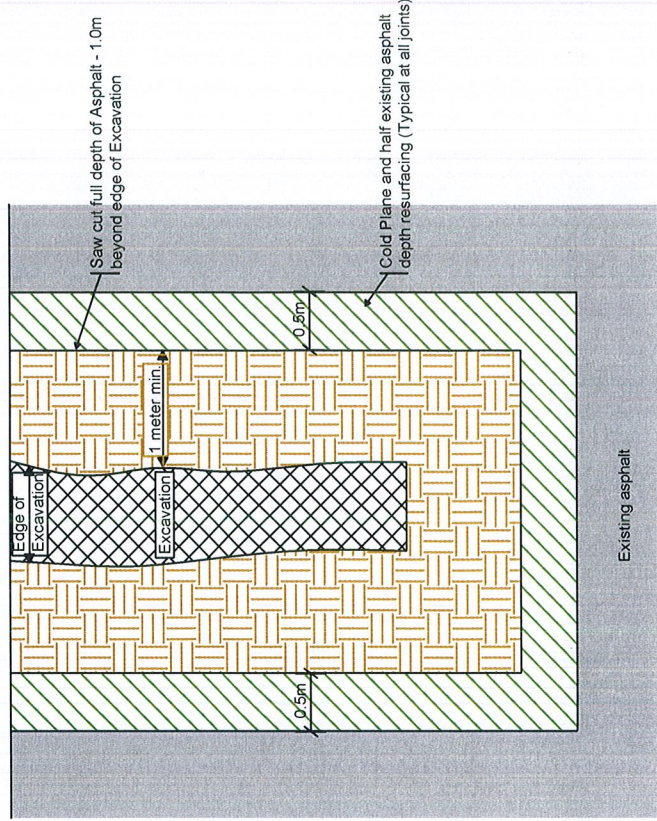 Saw cut full depth of Asphalt - 1.0m
beyond edge of Excavation
Cold Plane and half existing asphalt
depth resurfacing (Typical at all joints)
Edge of
Excavation
1 meter min.
Excavation
0.5m
0.5m
Existing asphalt